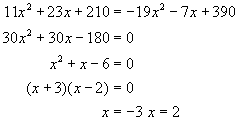 11x² + 23x + 210 = −19x² − 7x + 390
30x² + 30x − 180 = 0
x² + x − 6 = 0
(x + 3)(x − 2) = 0
x = −3 x = 2